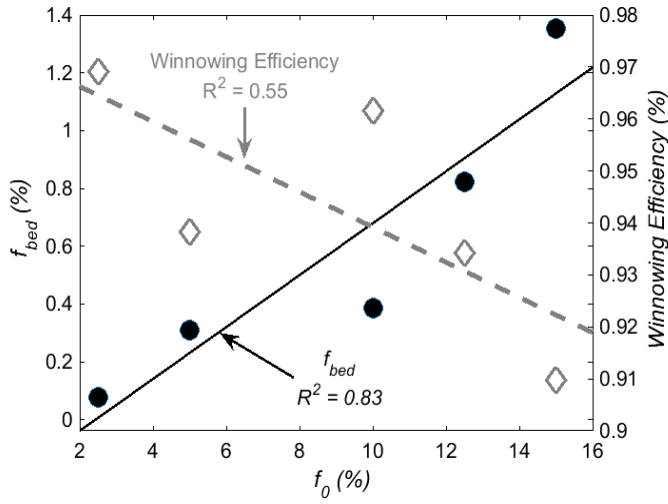 1.4
1.2
1
0.8
0.6
0.4
0.2
0
f_bed (%)
Winnowing Efficiency
R² = 0.55
f_bed
R² = 0.83
0.98
0.97
0.96
0.95
0.94
0.93
0.92
0.91
0.9
Winnowing Efficiency (%)
2 4 6 8 10 12 14 16
f_0 (%)